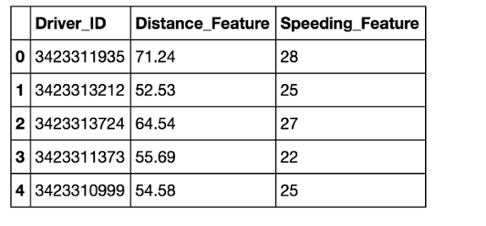 Driver_ID Distance_Feature Speeding_Feature
0 3423311935 71.24 28
1 3423313212 52.53 25
2 3423313724 64.54 27
3 3423311373 55.69 22
4 3423310999 54.58 25